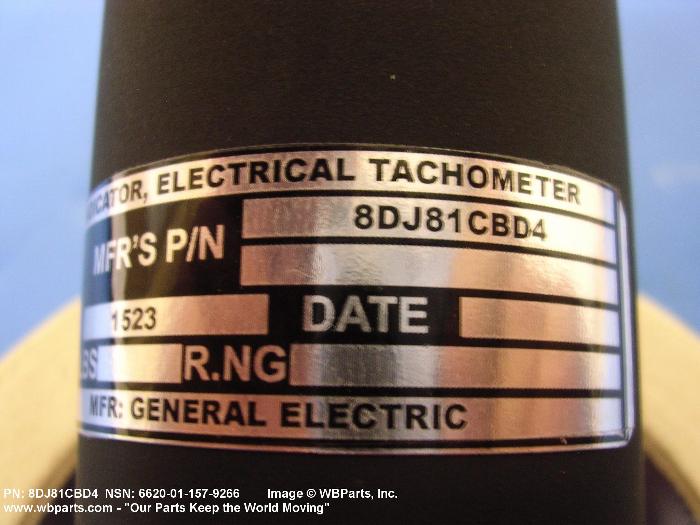 ICATOR, ELECTRICAL TACHOMETER
MFR'S P/N 8DJ81CBD4
1523 DATE
BS R.NG
MFR: GENERAL ELECTRIC
PN: 8DJ81CBD4 NSN: 6620-01-157-9266 Image © WBParts, Inc.
www.wbparts.com - "Our Parts Keep the World Moving"